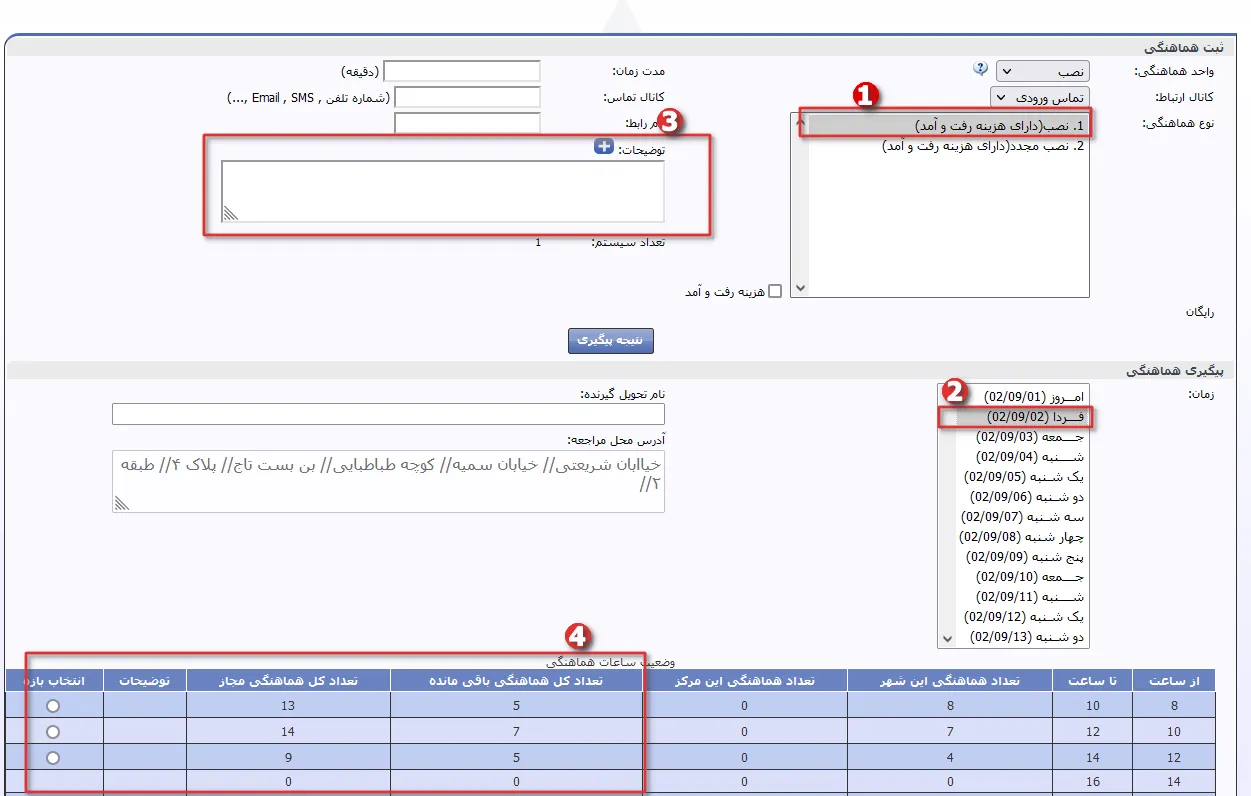 ثبت هماهنگی
واحد هماهنگی: نصب ? مدت زمان: (دقیقه)
کانال ارتباط: تماس ورودی کانال تماس: (شماره تلفن , Email , SMS ,...)
1
نوع هماهنگی: م رابط:
3
1. نصب(دارای هزینه رفت و آمد)
2. نصب مجدد(دارای هزینه رفت و آمد)
توضیحات: +
تعداد سیستم: 1
هزینه رفت و آمد
رایگان
نتیجه پیگیری
پیگیری هماهنگی
زمان:
2
امـــروز (02/09/01)
فـــردا (02/09/02)
جـــمعه (02/09/03)
شــــنبه (02/09/04)
یک شـنبه (02/09/05)
دو شـنبه (02/09/06)
سه شـنبه (02/09/07)
چهار شنبه (02/09/08)
پنج شنبه (02/09/09)
جـــمعه (02/09/10)
شــــنبه (02/09/11)
یک شـنبه (02/09/12)
دو شـنبه (02/09/13)
نام تحویل گیرنده:
آدرس محل مراجعه:
خیاابان شریعتی// خیابان سمیه// کوچه طباطبایی// بن بست تاج// پلاک ۴// طبقه
۲//
4
وضعیت ساعات هماهنگی
از ساعت تا ساعت تعداد هماهنگی این شهر تعداد هماهنگی این مرکز تعداد کل هماهنگی باقی مانده تعداد کل هماهنگی مجاز توضیحات انتخاب بازه
8 10 8 0 5 13
10 12 7 0 7 14
12 14 4 0 5 9
14 16 0 0 0 0